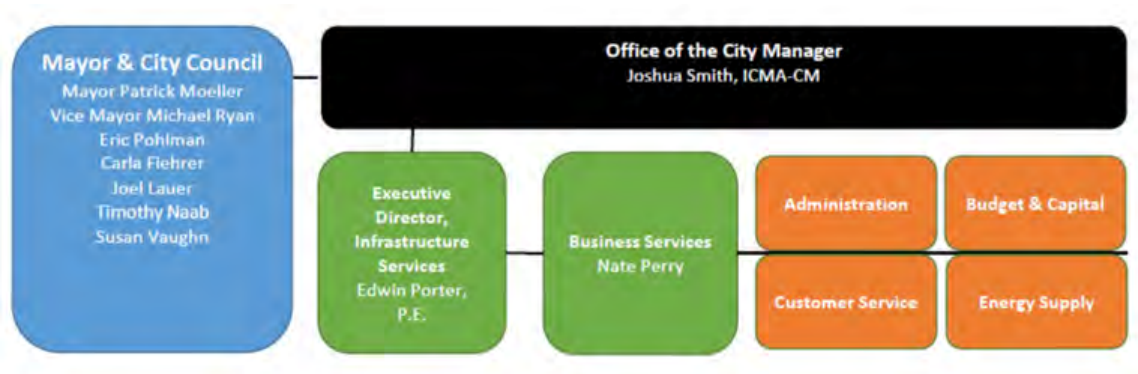 Mayor & City Council
Mayor Patrick Moeller
Vice Mayor Michael Ryan
Eric Pohlman
Carla Fiehrer
Joel Lauer
Timothy Naab
Susan Vaughn
Office of the City Manager
Joshua Smith, ICMA-CM
Executive
Director,
Infrastructure
Services
Edwin Porter,
P.E.
Business Services
Nate Perry
Administration
Budget & Capital
Customer Service
Energy Supply